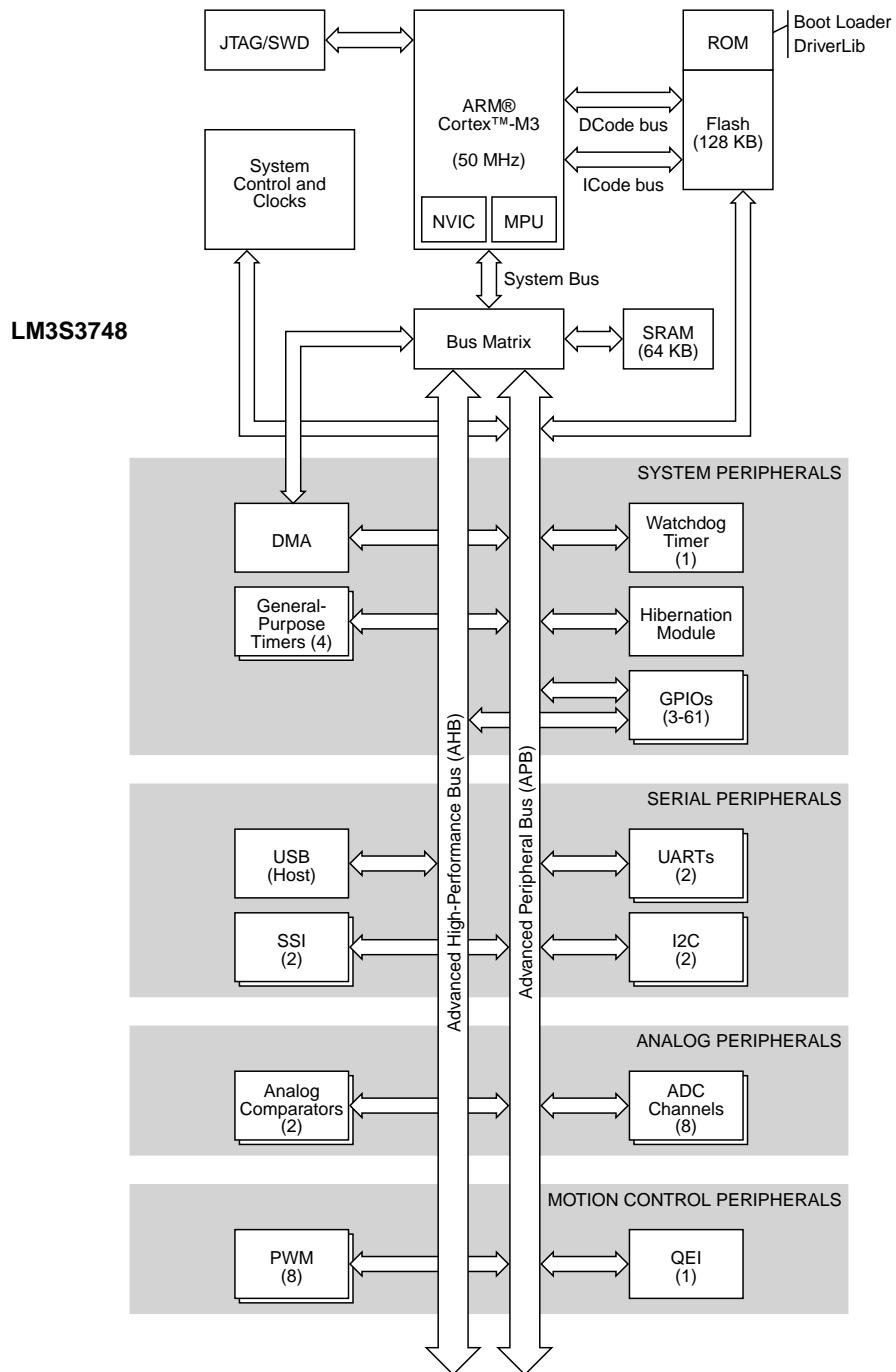 JTAG/SWD
ARM®
Cortex™-M3
(50 MHz)
NVIC
MPU
ROM
Boot Loader
DriverLib
Flash
(128 KB)
DCode bus
ICode bus
System
Control and
Clocks
System Bus
LM3S3748
Bus Matrix
SRAM
(64 KB)
SYSTEM PERIPHERALS
DMA
Watchdog
Timer
(1)
General-
Purpose
Timers (4)
Hibernation
Module
GPIOs
(3-61)
Advanced High-Performance Bus (AHB)
Advanced Peripheral Bus (APB)
SERIAL PERIPHERALS
USB
(Host)
UARTs
(2)
SSI
(2)
I2C
(2)
ANALOG PERIPHERALS
Analog
Comparators
(2)
ADC
Channels
(8)
MOTION CONTROL PERIPHERALS
PWM
(8)
QEI
(1)